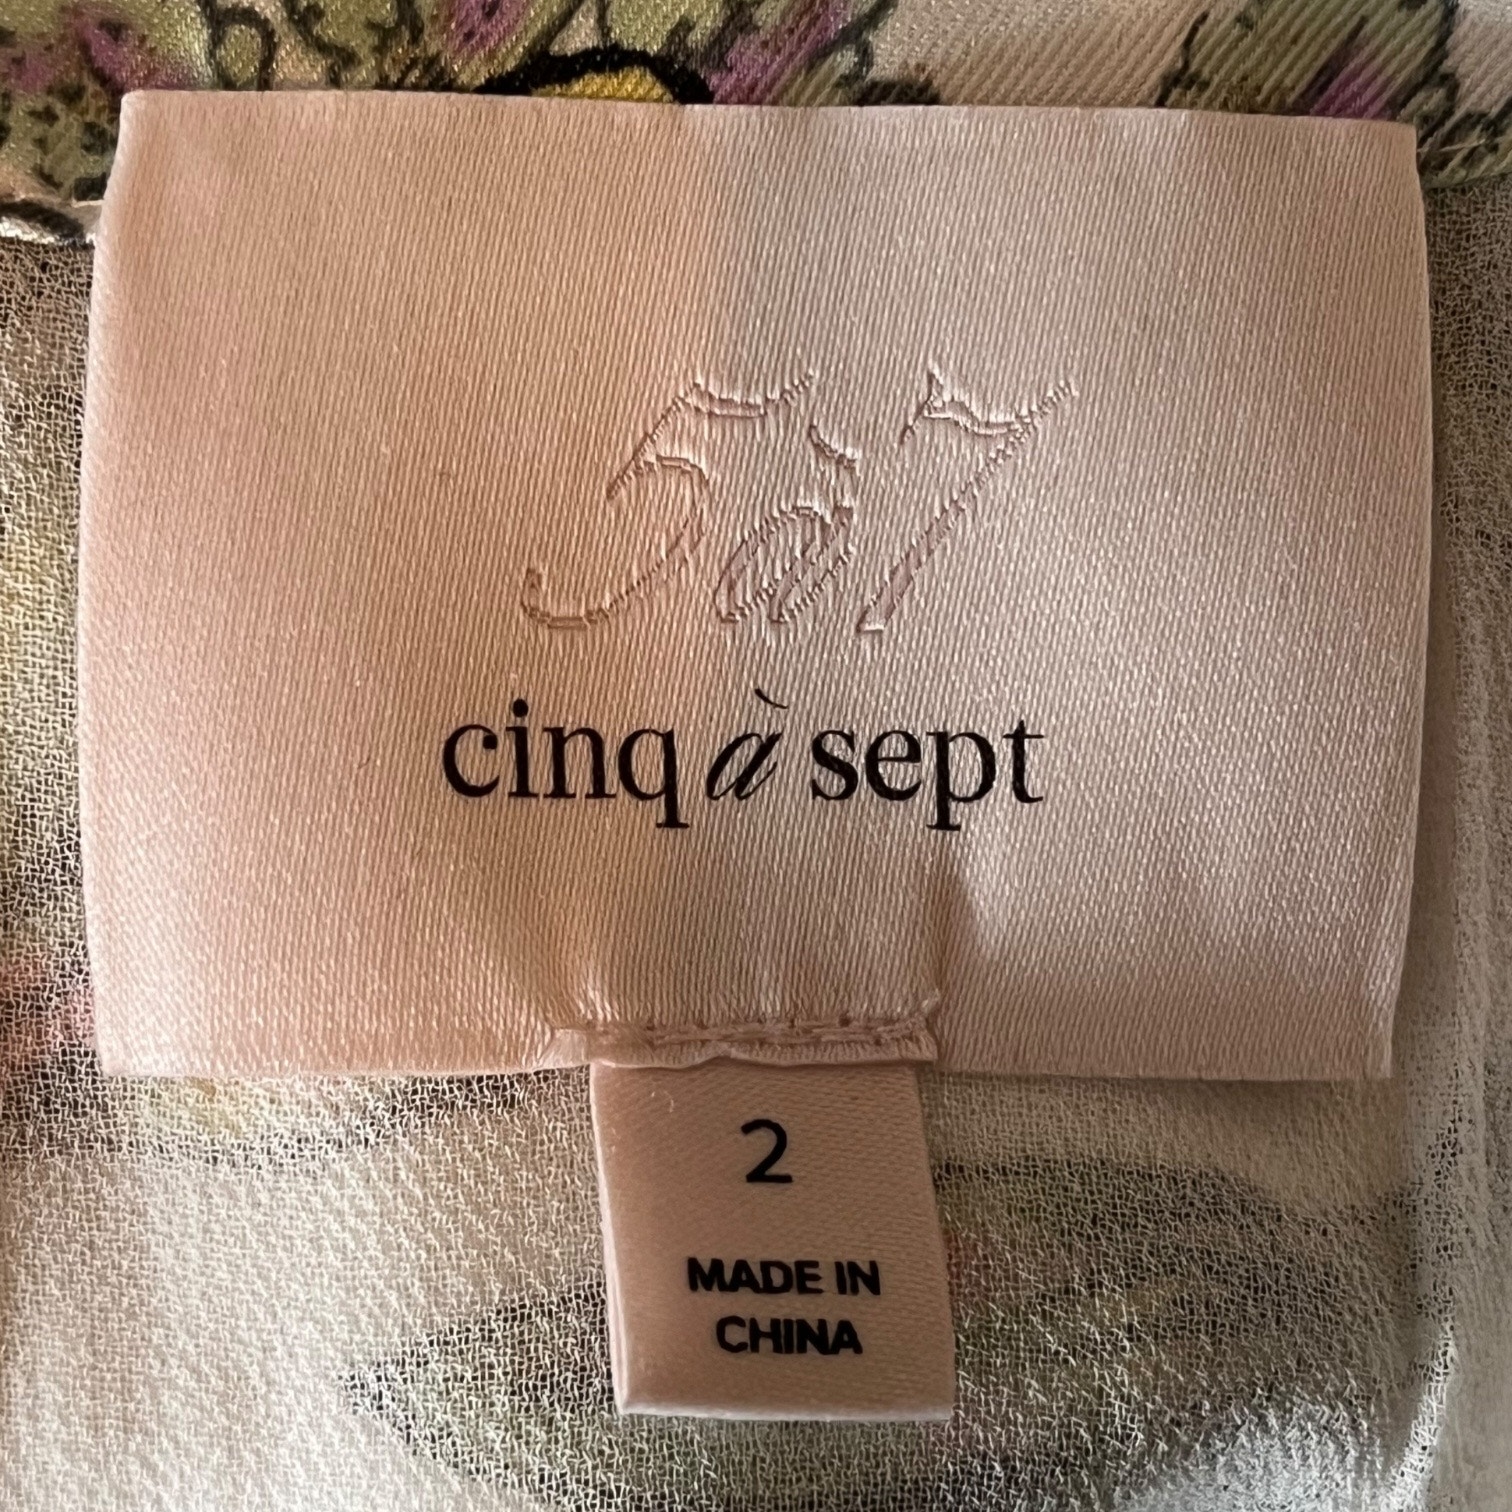 5à7
cinq à sept
2
MADE IN
CHINA